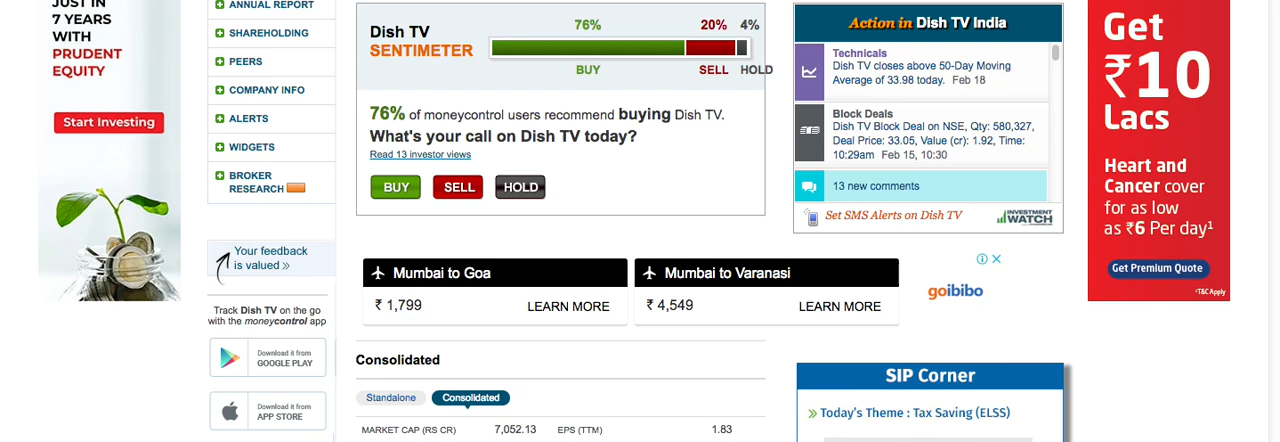 JUST IN
7 YEARS
WITH
PRUDENT
EQUITY
Start Investing
ANNUAL REPORT
SHAREHOLDING
PEERS
COMPANY INFO
ALERTS
WIDGETS
BROKER
RESEARCH
Your feedback
is valued »
Track Dish TV on the go
with the moneycontrol app
Download it from
GOOGLE PLAY
Download it from
APP STORE
Dish TV
SENTIMETER
76% 20% 4%
BUY SELL HOLD
76% of moneycontrol users recommend buying Dish TV.
What's your call on Dish TV today?
Read 13 investor views
BUY SELL HOLD
Mumbai to Goa
₹ 1,799 LEARN MORE
Mumbai to Varanasi
₹ 4,549 LEARN MORE
goibibo
Consolidated
Standalone Consolidated
MARKET CAP (RS CR) 7,052.13 EPS (TTM) 1.83
Action in Dish TV India
Technicals
Dish TV closes above 50-Day Moving
Average of 33.98 today. Feb 18
Block Deals
Dish TV Block Deal on NSE, Qty: 580,327,
Deal Price: 33.05, Value (cr): 1.92, Time:
10:29am Feb 15, 10:30
13 new comments
Set SMS Alerts on Dish TV
INVESTMENT
WATCH
SIP Corner
» Today's Theme : Tax Saving (ELSS)
Get
₹10
Lacs
Heart and
Cancer cover
for as low
as ₹6 Per day¹
Get Premium Quote
¹T&C Apply